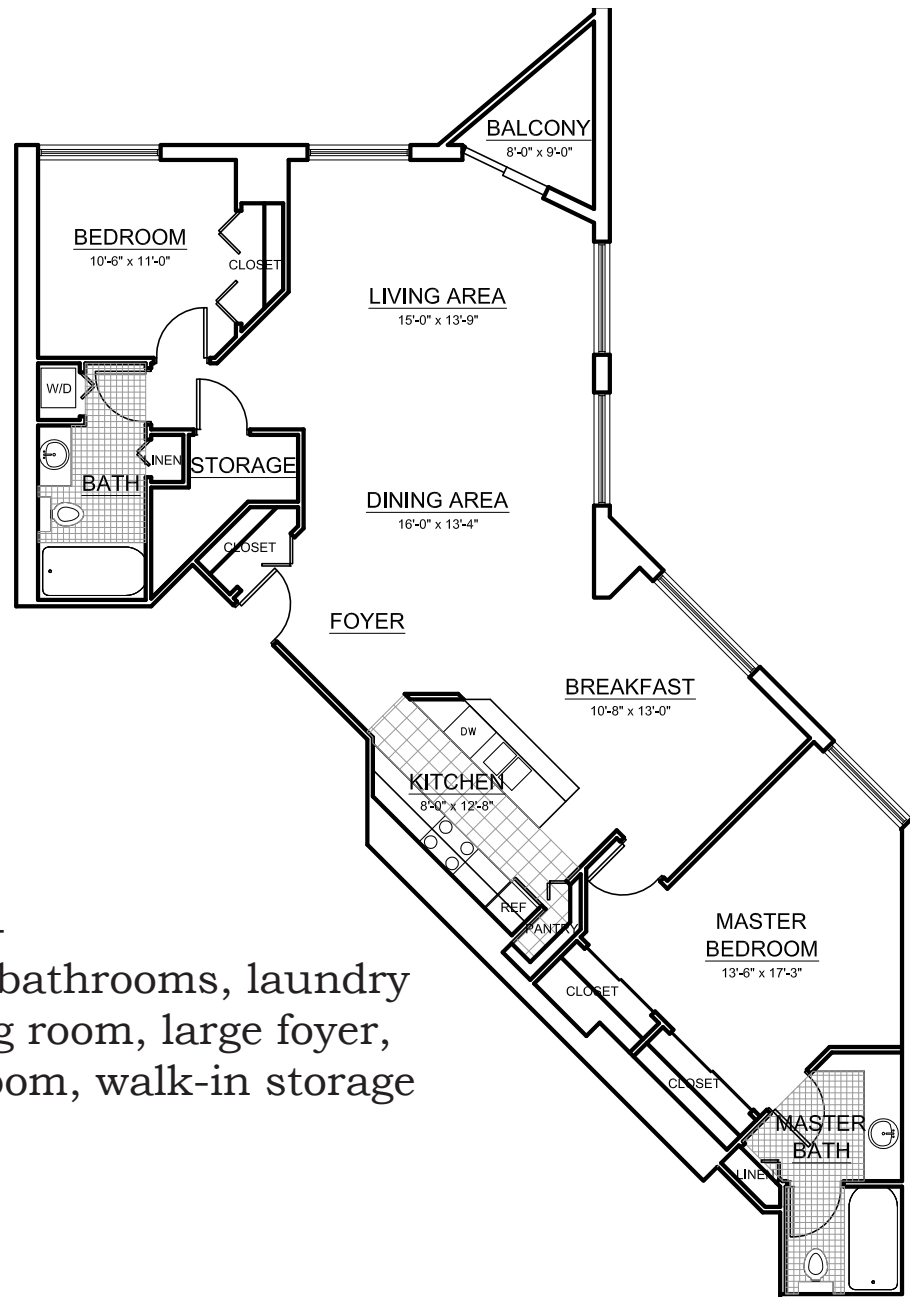 BALCONY
8'-0" x 9'-0"
BEDROOM
10'-6" x 11'-0"
CLOSET
LIVING AREA
15'-0" x 13'-9"
W/D
LINEN
STORAGE
BATH
DINING AREA
16'-0" x 13'-4"
CLOSET
FOYER
BREAKFAST
10'-8" x 13'-0"
DW
KITCHEN
8'-0" x 12'-8"
REF
PANTRY
MASTER
BEDROOM
13'-6" x 17'-3"
CLOSET
CLOSET
MASTER
BATH
LINEN
bathrooms, laundry
g room, large foyer,
oom, walk-in storage